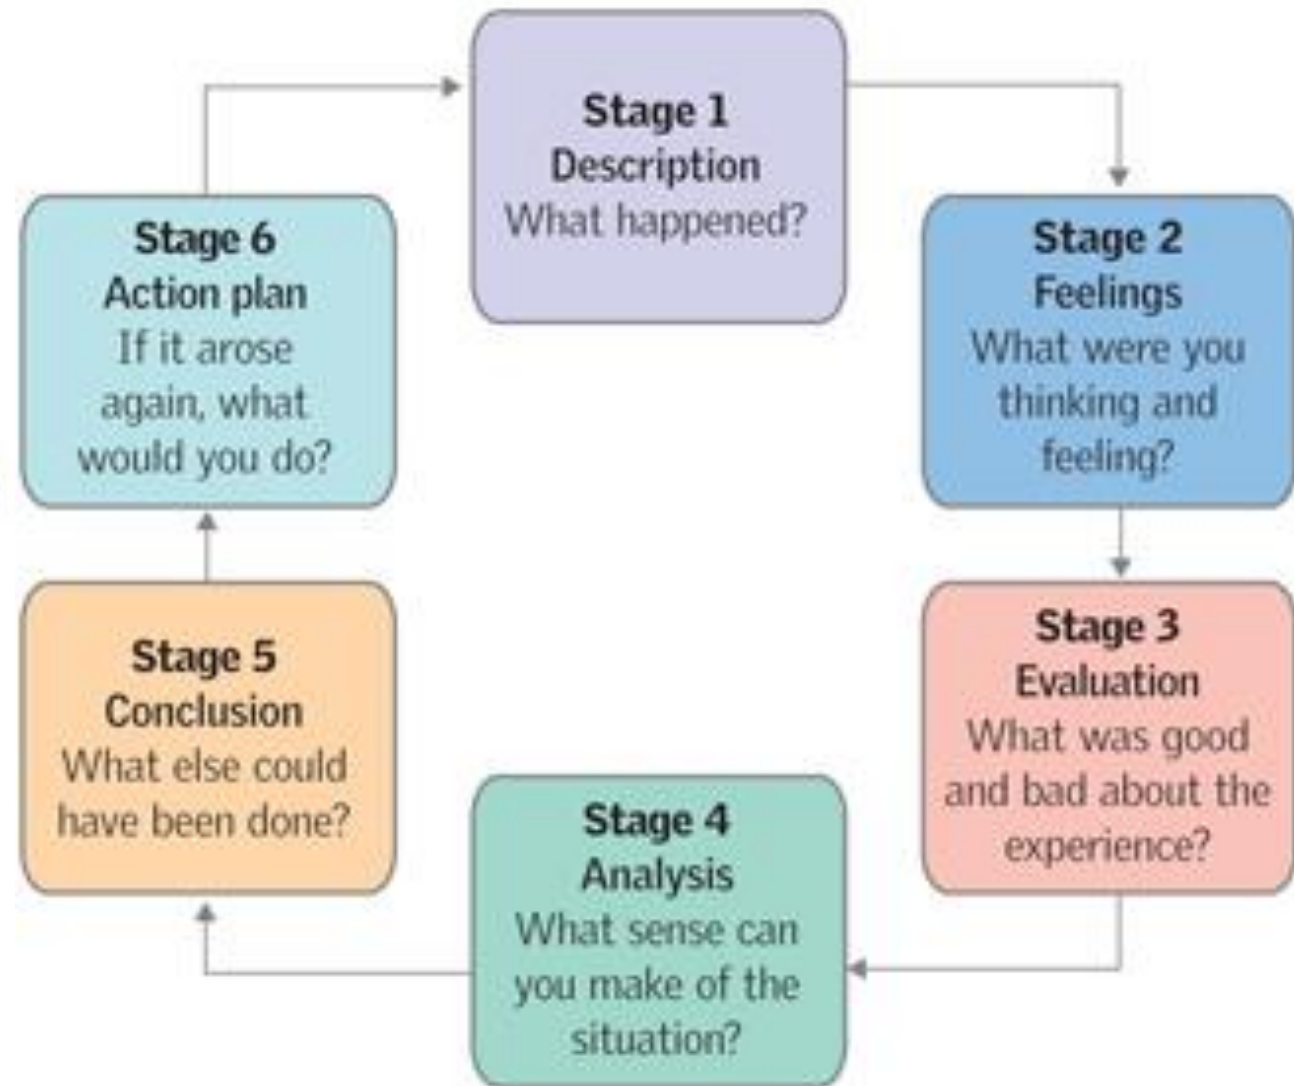 Stage 1
Description
What happened?
Stage 2
Feelings
What were you
thinking and
feeling?
Stage 3
Evaluation
What was good
and bad about the
experience?
Stage 4
Analysis
What sense can
you make of the
situation?
Stage 5
Conclusion
What else could
have been done?
Stage 6
Action plan
If it arose
again, what
would you do?